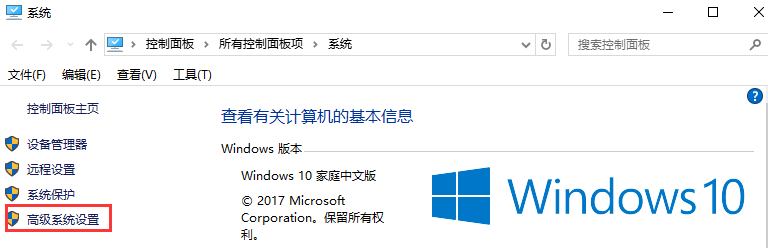 系统
控制面板 所有控制面板项 系统
搜索控制面板
文件(F) 编辑(E) 查看(V) 工具(T)
?
控制面板主页
设备管理器
远程设置
系统保护
高级系统设置
查看有关计算机的基本信息
Windows 版本
Windows 10 家庭中文版
© 2017 Microsoft
Corporation。保留所有权
利。
Windows 10